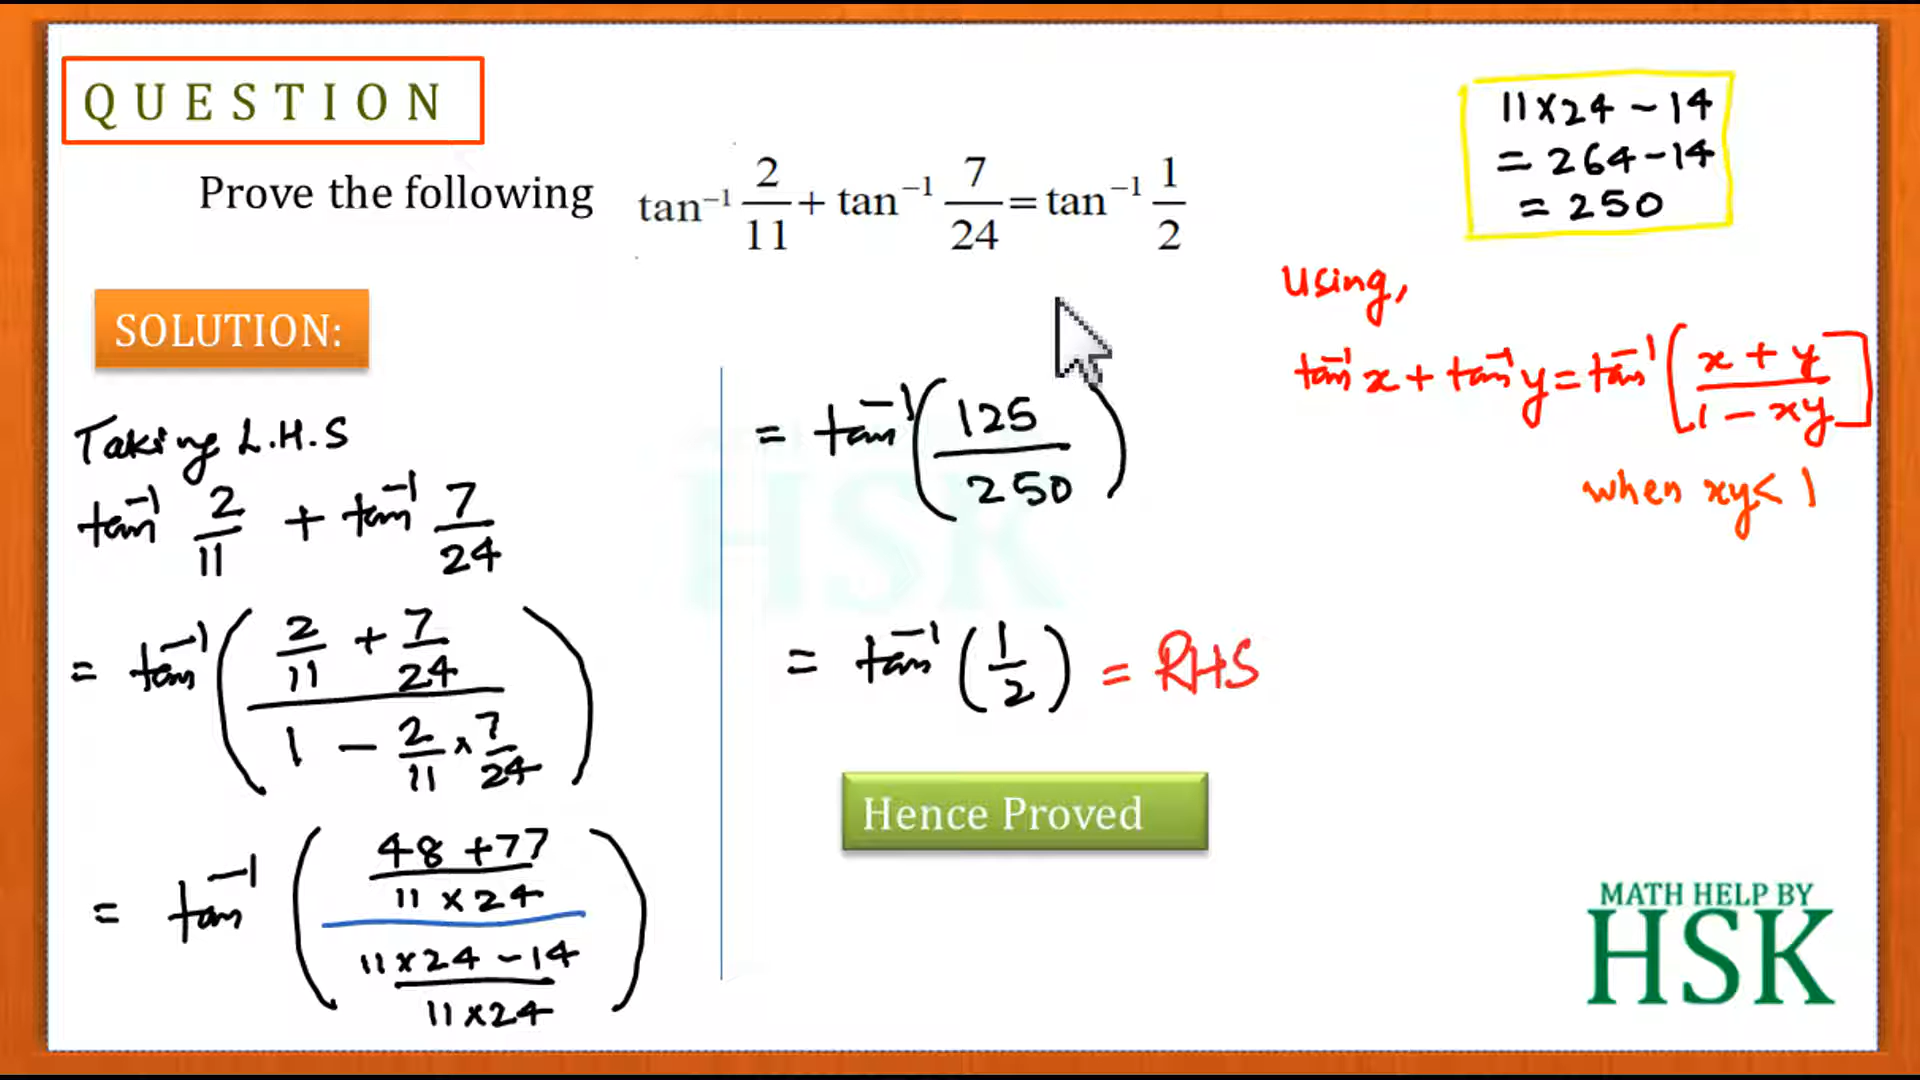 QUESTION
Prove the following tan⁻¹ 2/11 + tan⁻¹ 7/24 = tan⁻¹ 1/2
11×24 − 14
= 264 − 14
= 250
SOLUTION:
Taking L.H.S
tan⁻¹ 2/11 + tan⁻¹ 7/24
= tan⁻¹ ( (2/11 + 7/24) / (1 − 2/11 × 7/24) )
= tan⁻¹ ( ((48 + 77)/(11 × 24)) / ((11×24 − 14)/(11×24)) )
= tan⁻¹ ( 125/250 )
= tan⁻¹ ( 1/2 ) = RHS
Hence Proved
Using,
tan⁻¹x + tan⁻¹y = tan⁻¹ [ (x + y)/(1 − xy) ]
when xy < 1
MATH HELP BY
HSK
HSK